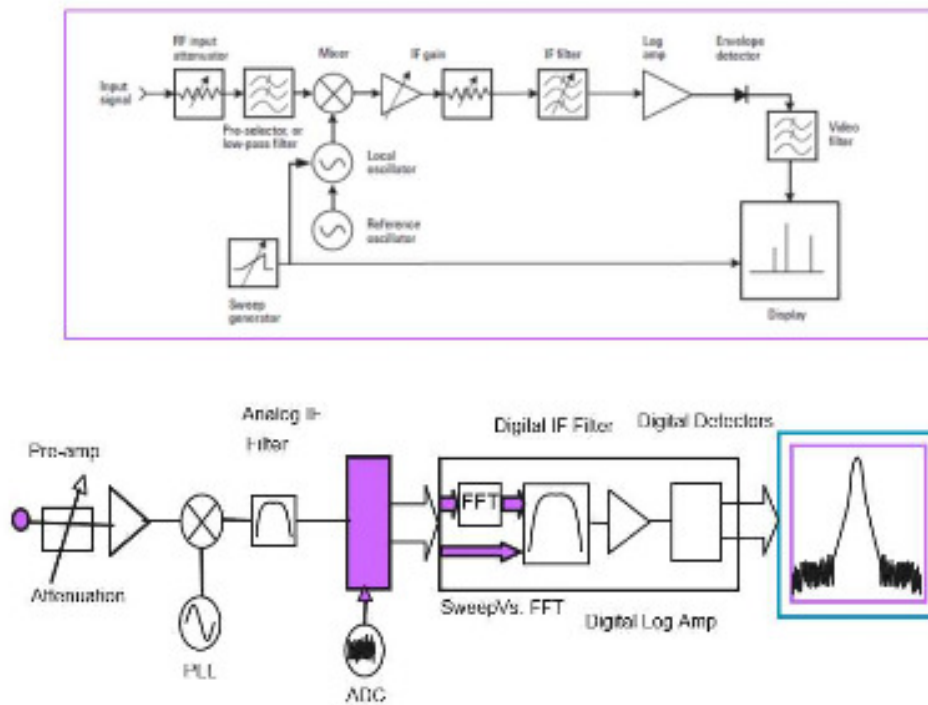 RF input
attenuator
Mixer
IF gain
IF filter
Log
amp
Envelope
detector
Input
signal
Pre-selector, or
low-pass filter
Video
filter
Local
oscillator
Reference
oscillator
Sweep
generator
Display
Analog IF
Filter
Digital IF Filter
Digital Detectors
Pre-amp
FFT
Attenuation
SweepVs. FFT
Digital Log Amp
PLL
ADC